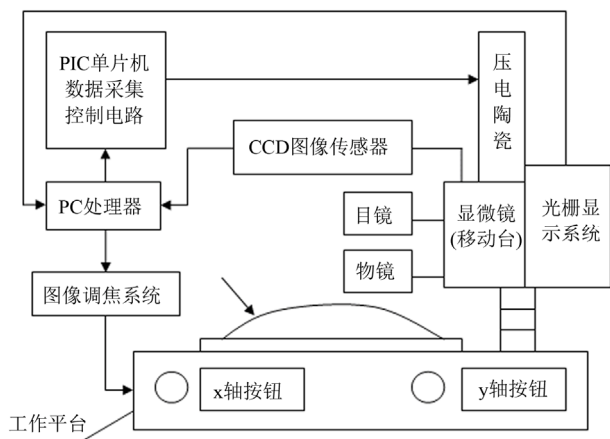 PIC单片机
数据采集
控制电路
压
电
陶
瓷
CCD图像传感器
PC处理器
目镜
显微镜
(移动台)
光栅显
示系统
物镜
图像调焦系统
x轴按钮
y轴按钮
工作平台